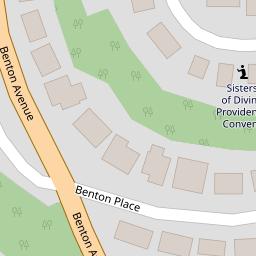 Benton Avenue
Sisters
of Divin
Providen
Conven
Benton Place
Benton A